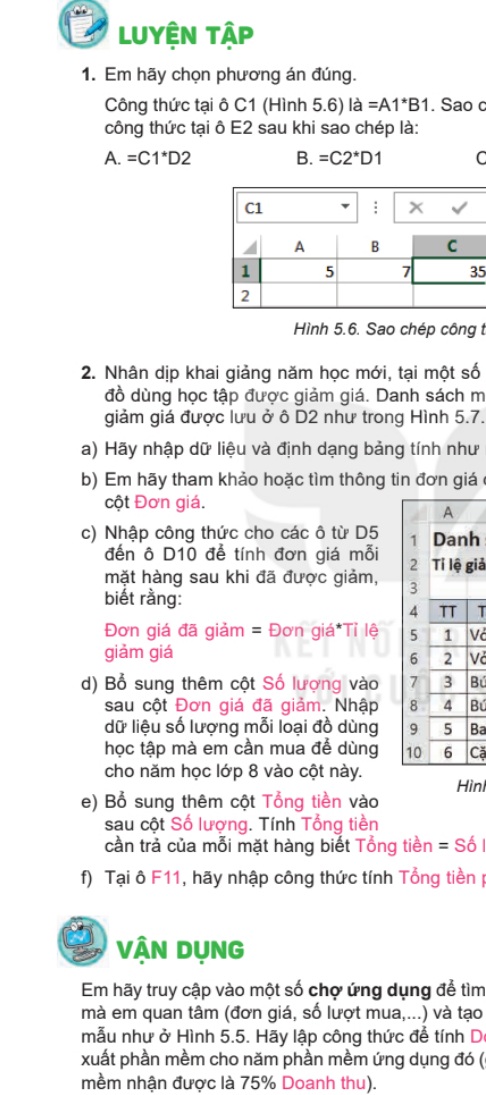 LUYỆN TẬP
1. Em hãy chọn phương án đúng.
Công thức tại ô C1 (Hình 5.6) là =A1*B1. Sao
công thức tại ô E2 sau khi sao chép là:
A. =C1*D2 B. =C2*D1
C1
A B C
1 5 7 35
2
Hình 5.6. Sao chép công
2. Nhân dịp khai giảng năm học mới, tại một số
đồ dùng học tập được giảm giá. Danh sách
giảm giá được lưu ở ô D2 như trong Hình 5.7.
a) Hãy nhập dữ liệu và định dạng bảng tính như
b) Em hãy tham khảo hoặc tìm thông tin đơn giá
cột Đơn giá.
c) Nhập công thức cho các ô từ D5
đến ô D10 để tính đơn giá mỗi
mặt hàng sau khi đã được giảm,
biết rằng:
Đơn giá đã giảm = Đơn giá*Tỉ lệ
giảm giá
d) Bổ sung thêm cột Số lượng vào
sau cột Đơn giá đã giảm. Nhập
dữ liệu số lượng mỗi loại đồ dùng
học tập mà em cần mua để dùng
cho năm học lớp 8 vào cột này.
e) Bổ sung thêm cột Tổng tiền vào
sau cột Số lượng. Tính Tổng tiền
cần trả của mỗi mặt hàng biết Tổng tiền = Số
f) Tại ô F11, hãy nhập công thức tính Tổng tiền
A
1 Danh
2 Tỉ lệ
3
4 TT
5 1
6 2
7 3
8 4
9 5
10 6
KẾT NỐI
VỚI CU
VẬN DỤNG
Em hãy truy cập vào một số chợ ứng dụng để tìm
mà em quan tâm (đơn giá, số lượt mua,...) và tạo
mẫu như ở Hình 5.5. Hãy lập công thức để tính
xuất phần mềm cho năm phần mềm ứng dụng đó
mềm nhận được là 75% Doanh thu).